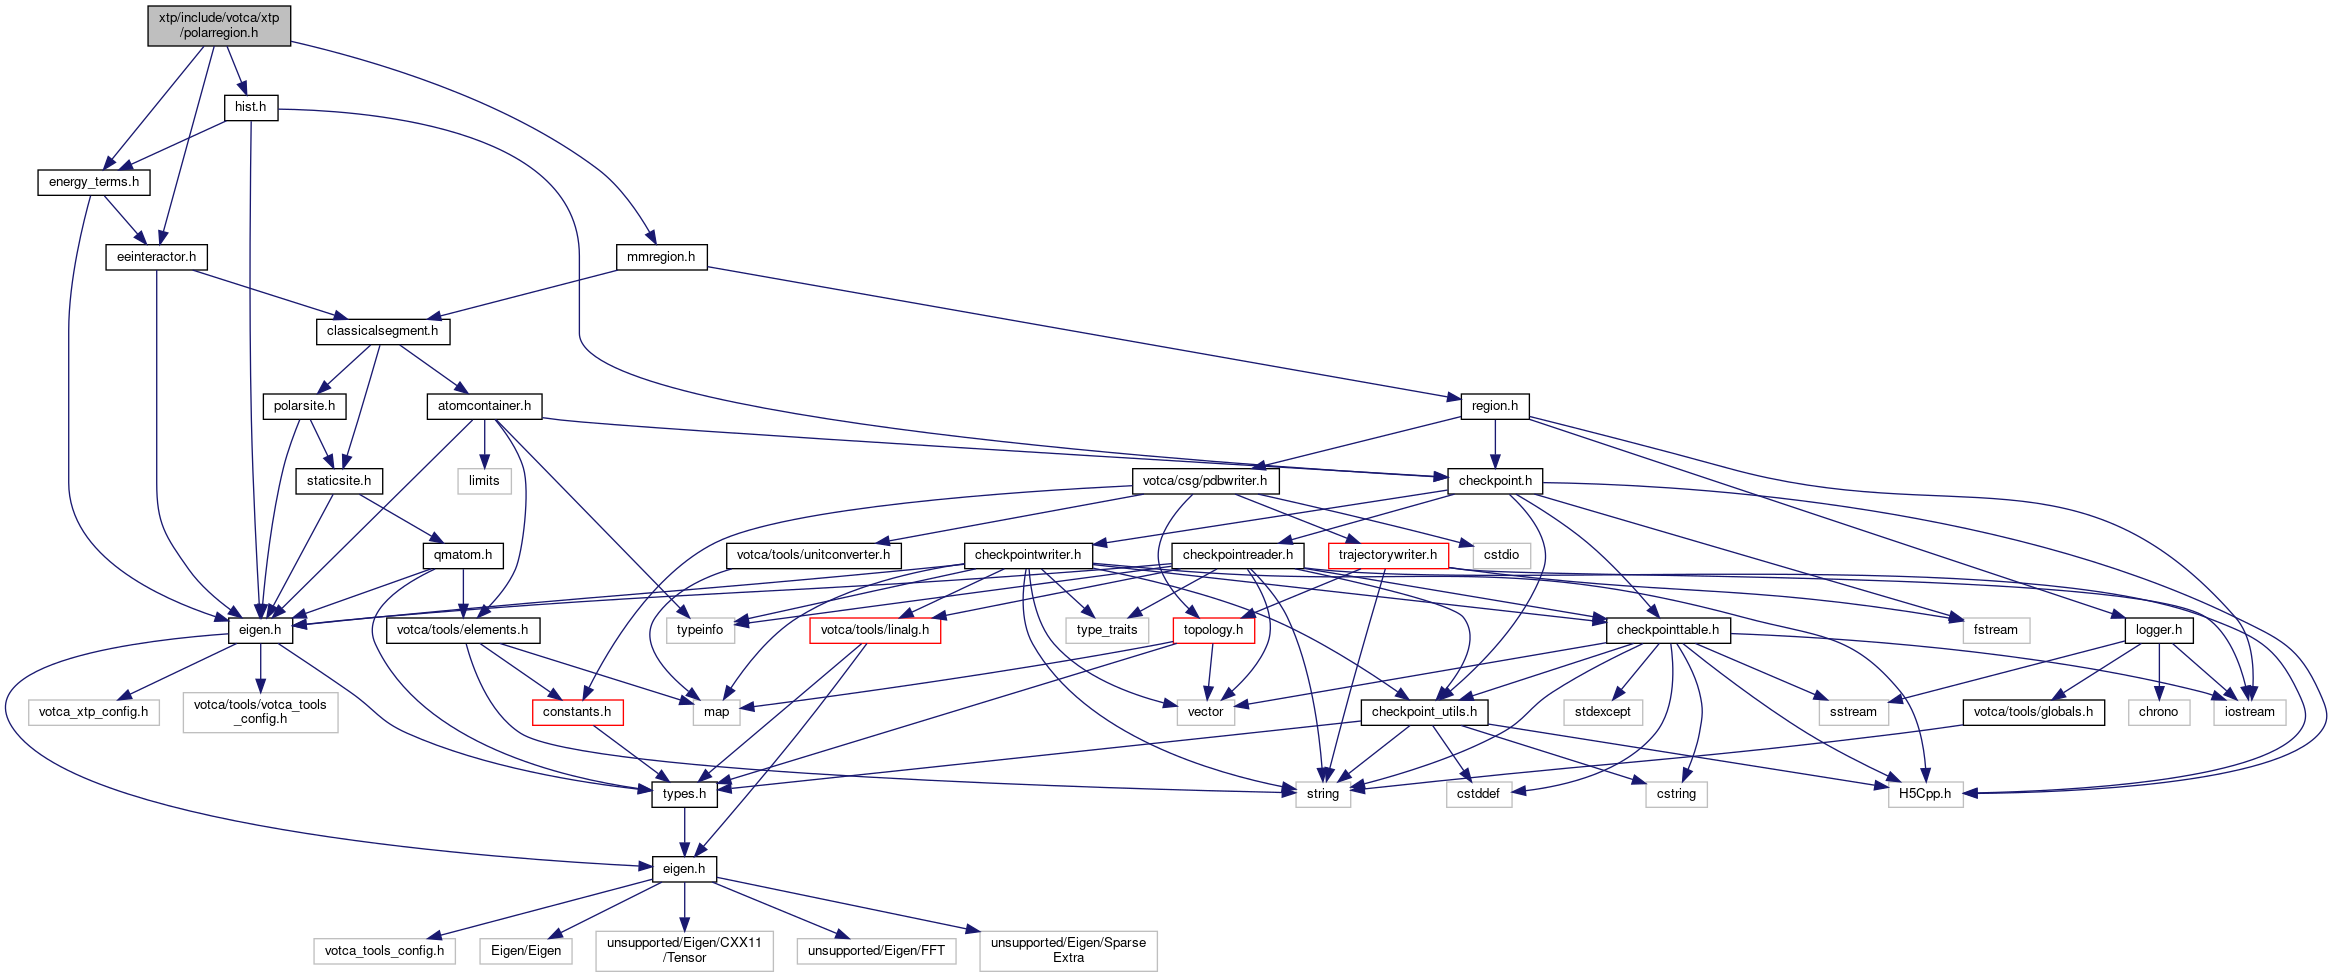 xtp/include/votca/xtp
/polarregion.h
hist.h
energy_terms.h
eeinteractor.h
mmregion.h
classicalsegment.h
polarsite.h
atomcontainer.h
region.h
staticsite.h
limits
votca/csg/pdbwriter.h
checkpoint.h
qmatom.h
votca/tools/unitconverter.h
checkpointwriter.h
checkpointreader.h
trajectorywriter.h
cstdio
eigen.h
votca/tools/elements.h
typeinfo
votca/tools/linalg.h
type_traits
topology.h
checkpointtable.h
fstream
logger.h
votca_xtp_config.h
votca/tools/votca_tools
_config.h
constants.h
map
vector
checkpoint_utils.h
stdexcept
sstream
votca/tools/globals.h
chrono
iostream
types.h
string
cstddef
cstring
H5Cpp.h
eigen.h
votca_tools_config.h
Eigen/Eigen
unsupported/Eigen/CXX11
/Tensor
unsupported/Eigen/FFT
unsupported/Eigen/Sparse
Extra